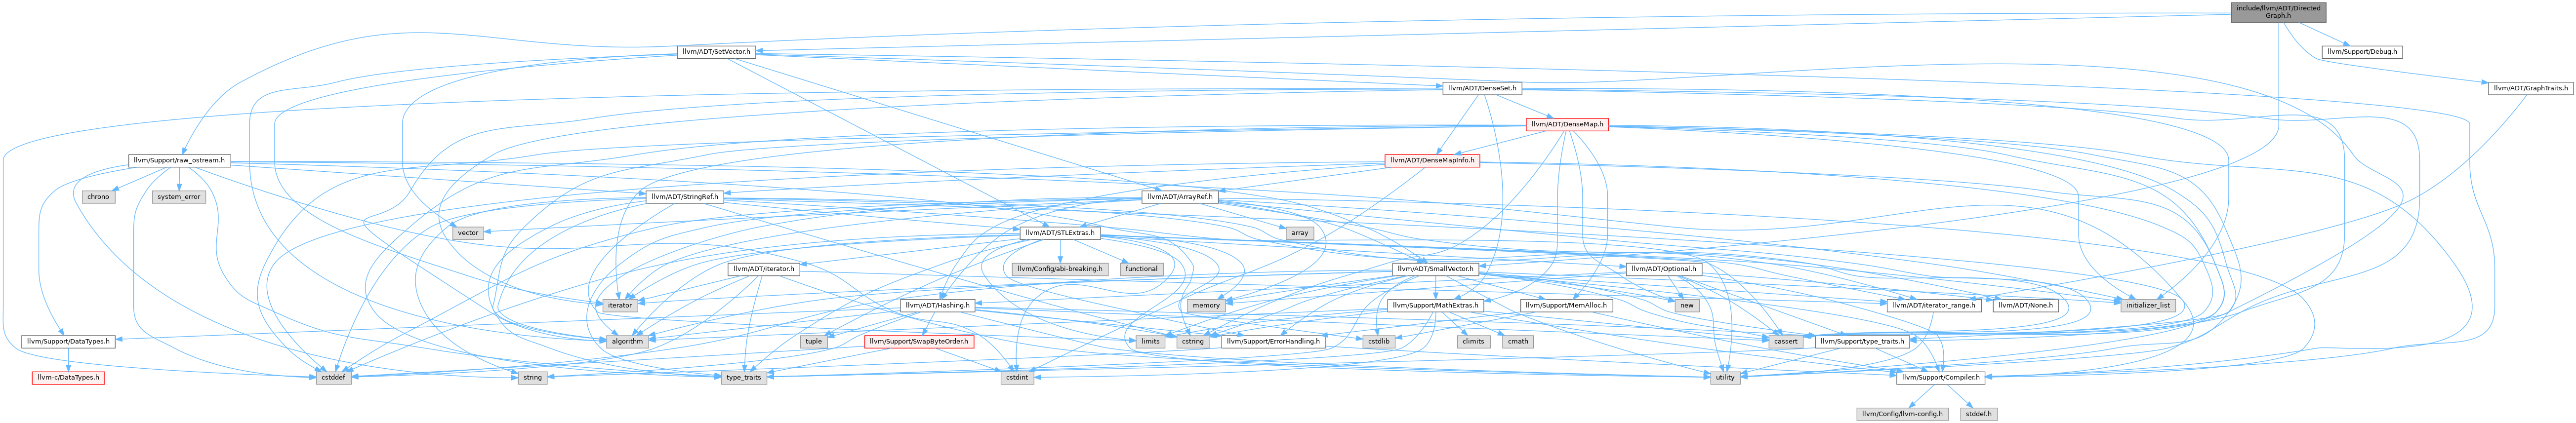 include/llvm/ADT/Directed
Graph.h
llvm/ADT/SetVector.h
llvm/Support/Debug.h
llvm/ADT/DenseSet.h
llvm/ADT/GraphTraits.h
llvm/ADT/DenseMap.h
llvm/Support/raw_ostream.h
llvm/ADT/DenseMapInfo.h
chrono
system_error
llvm/ADT/StringRef.h
llvm/ADT/ArrayRef.h
vector
llvm/ADT/STLExtras.h
array
llvm/ADT/iterator.h
llvm/Config/abi-breaking.h
functional
llvm/ADT/SmallVector.h
llvm/ADT/Optional.h
iterator
llvm/ADT/Hashing.h
memory
llvm/Support/MathExtras.h
llvm/Support/MemAlloc.h
new
llvm/ADT/iterator_range.h
llvm/ADT/None.h
initializer_list
llvm/Support/DataTypes.h
algorithm
tuple
llvm/Support/SwapByteOrder.h
limits
cstring
llvm/Support/ErrorHandling.h
cstdlib
climits
cmath
cassert
llvm/Support/type_traits.h
llvm-c/DataTypes.h
cstddef
string
type_traits
cstdint
utility
llvm/Support/Compiler.h
llvm/Config/llvm-config.h
stddef.h